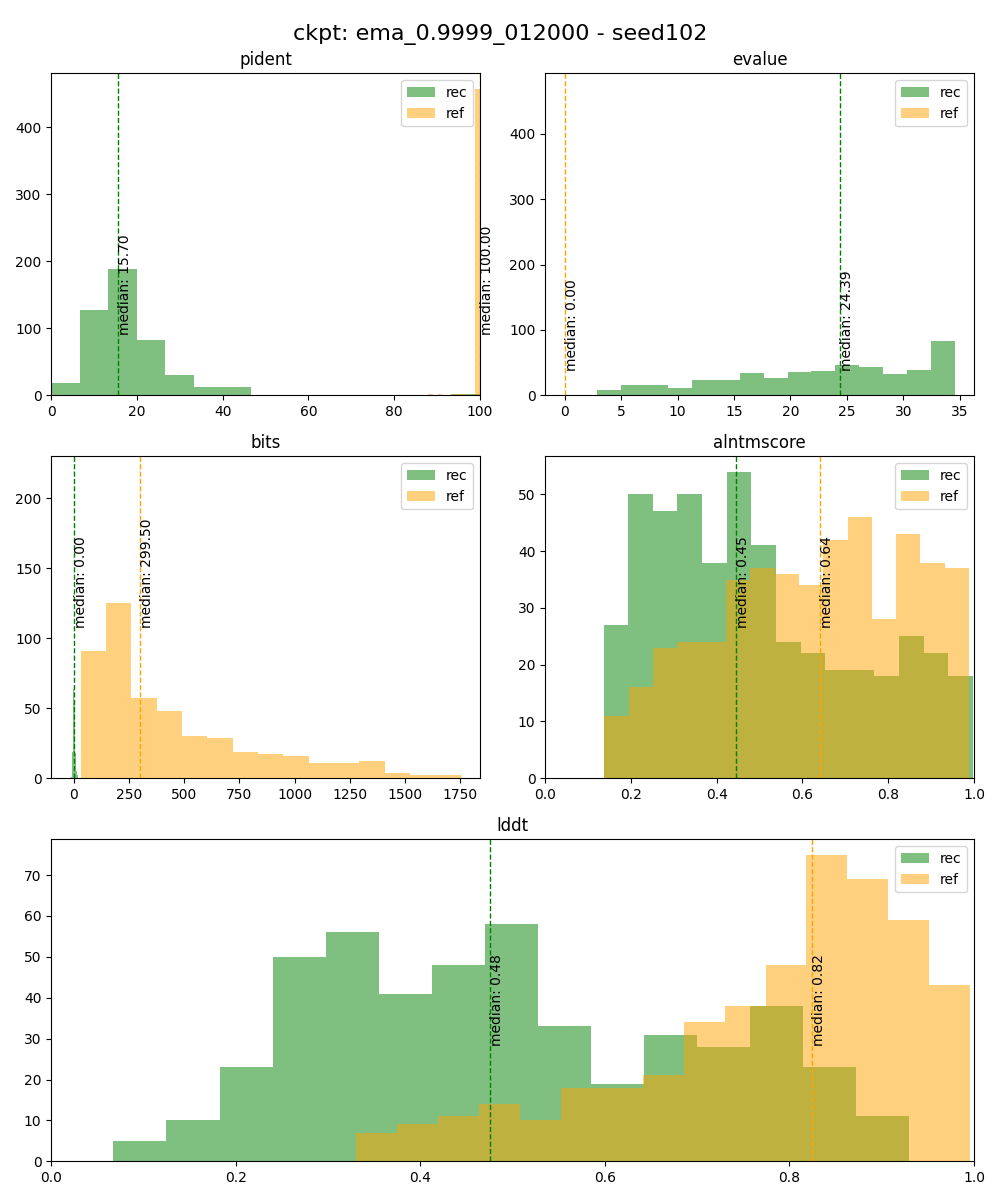 ckpt: ema_0.9999_012000 - seed102
pident
400
300
200
100
0
0 20 40 60 80 100
median: 15.70
median: 100.00
rec
ref
evalue
400
300
200
100
0
0 5 10 15 20 25 30 35
median: 0.00
median: 24.39
rec
ref
bits
200
150
100
50
0
0 250 500 750 1000 1250 1500 1750
median: 0.00
median: 299.50
rec
ref
alntmscore
50
40
30
20
10
0
0.0 0.2 0.4 0.6 0.8 1.0
median: 0.45
median: 0.64
rec
ref
lddt
70
60
50
40
30
20
10
0
0.0 0.2 0.4 0.6 0.8 1.0
median: 0.48
median: 0.82
rec
ref